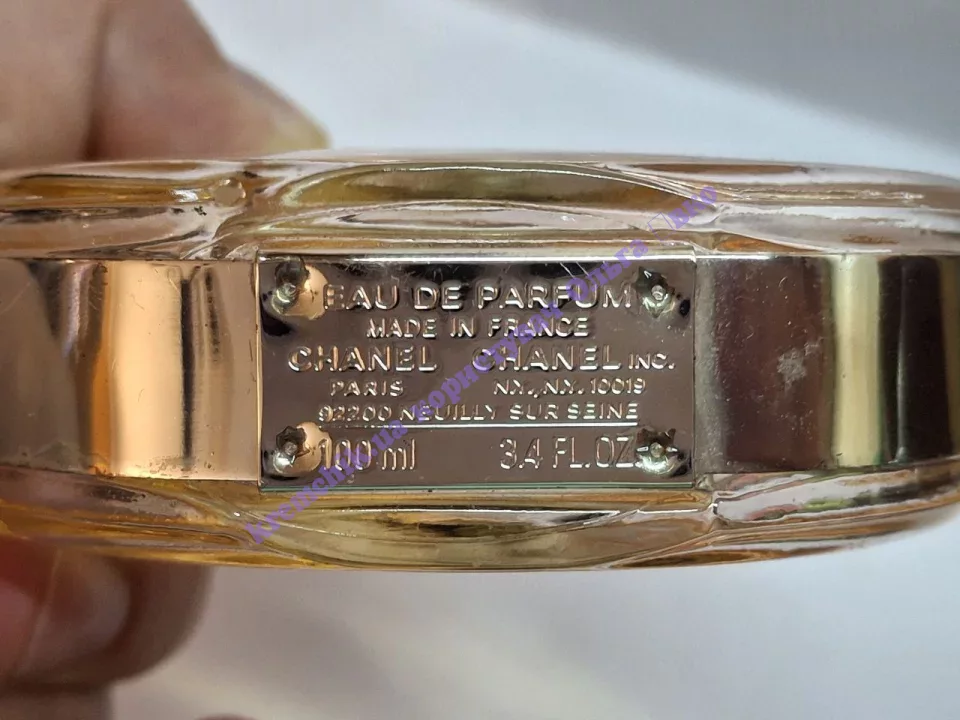 EAU DE PARFUM
MADE IN FRANCE
CHANEL CHANEL INC.
PARIS N.Y., N.Y. 10019
92200 NEUILLY SUR SEINE
100 ml 3.4 FL.OZ.